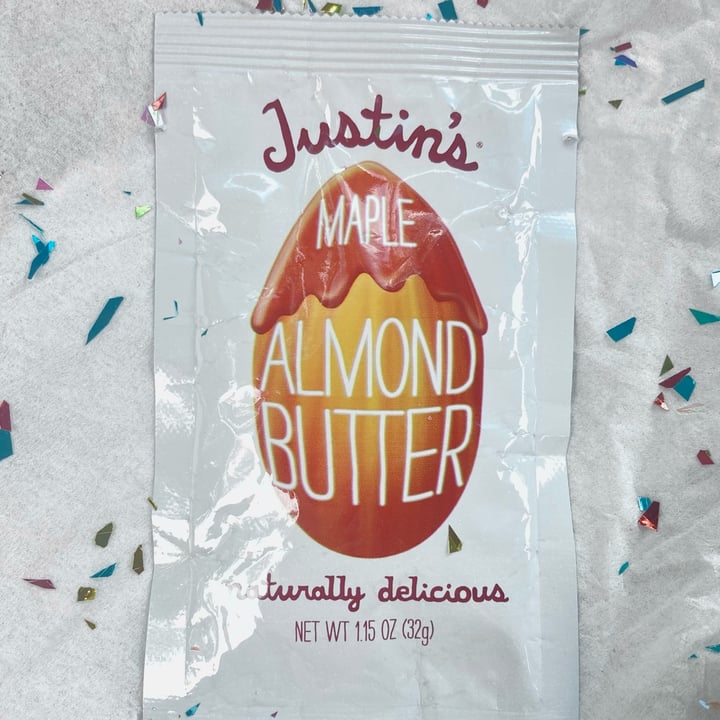 Justin's®
MAPLE
ALMOND
BUTTER
naturally delicious
NET WT 1.15 OZ (32g)